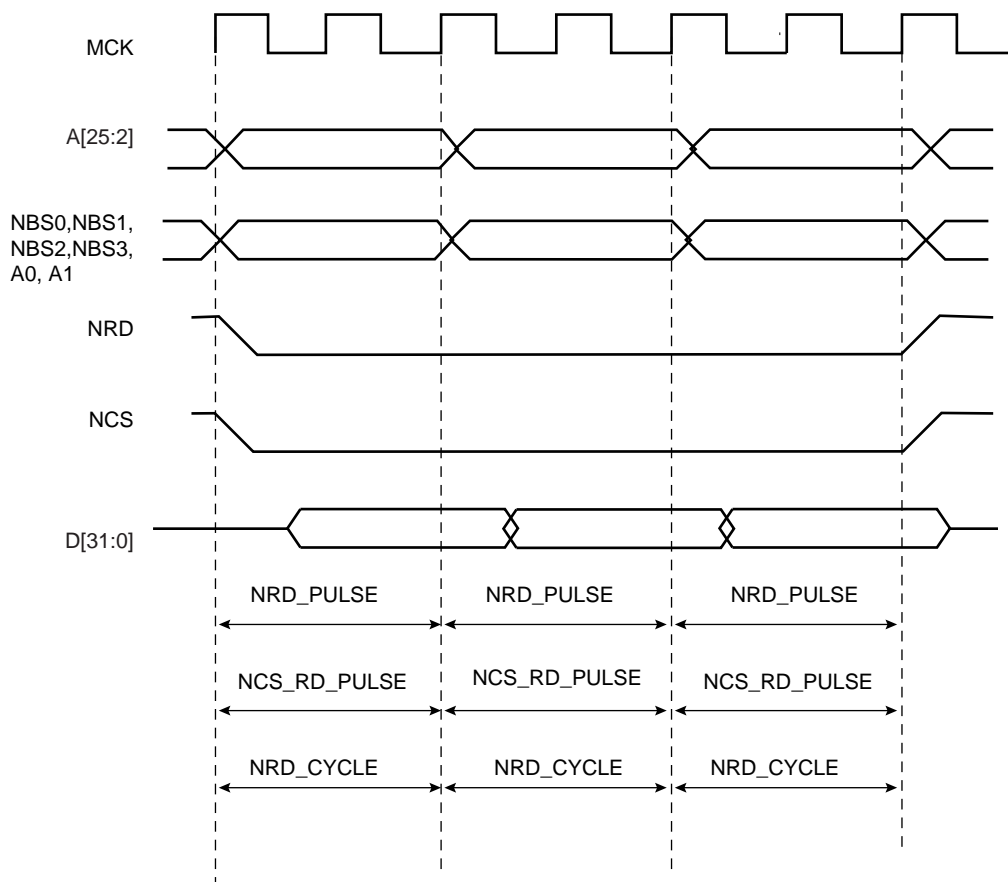 MCK
A[25:2]
NBS0,NBS1,
NBS2,NBS3,
A0, A1
NRD
NCS
D[31:0]
NRD_PULSE NRD_PULSE NRD_PULSE
NCS_RD_PULSE NCS_RD_PULSE NCS_RD_PULSE
NRD_CYCLE NRD_CYCLE NRD_CYCLE